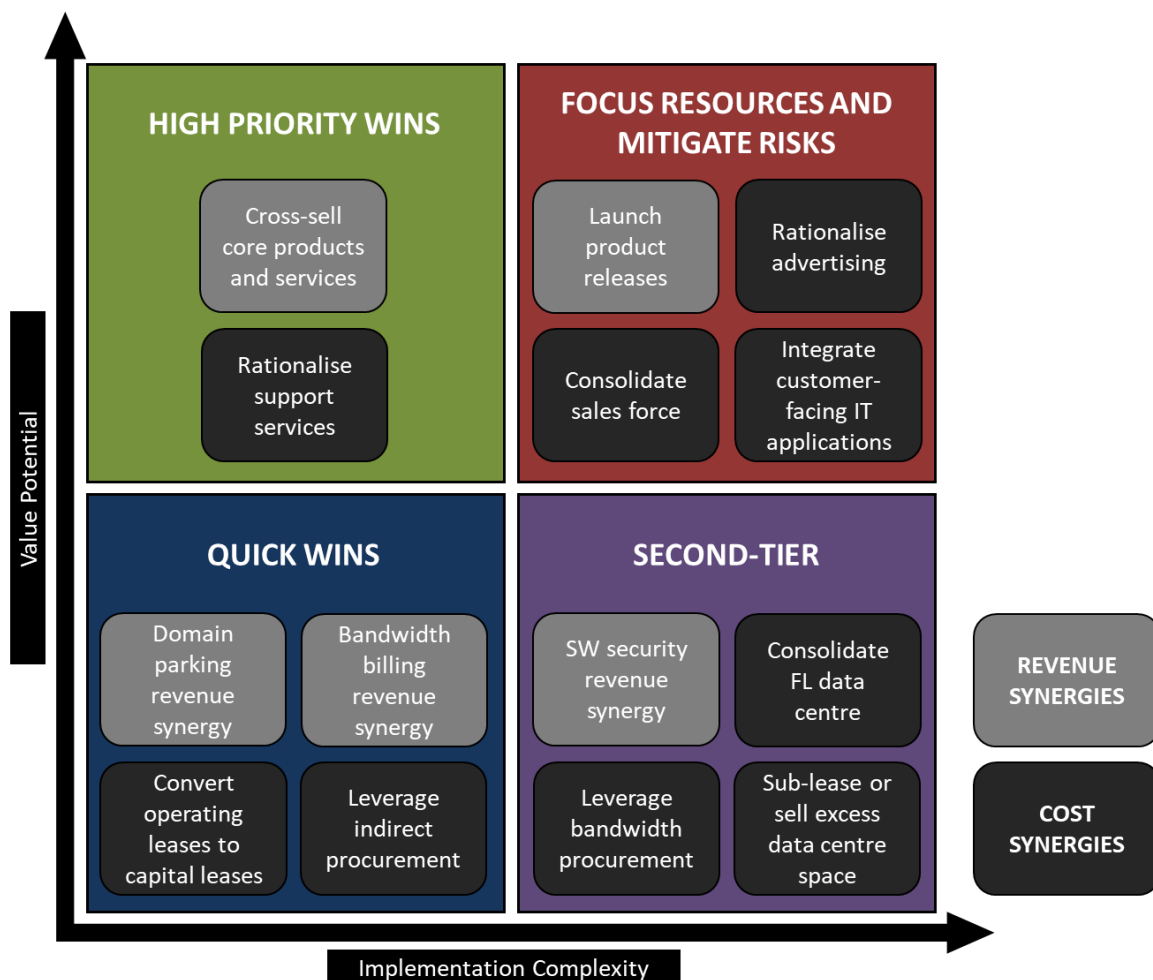 HIGH PRIORITY WINS
Cross-sell
core products
and services
Rationalise
support
services
FOCUS RESOURCES AND
MITIGATE RISKS
Launch
product
releases
Rationalise
advertising
Consolidate
sales force
Integrate
customer-
facing IT
applications
Value Potential
QUICK WINS
Domain
parking
revenue
synergy
Bandwidth
billing
revenue
synergy
Convert
operating
leases to
capital leases
Leverage
indirect
procurement
SECOND-TIER
SW security
revenue
synergy
Consolidate
FL data
centre
Leverage
bandwidth
procurement
Sub-lease or
sell excess
data centre
space
REVENUE
SYNERGIES
COST
SYNERGIES
Implementation Complexity